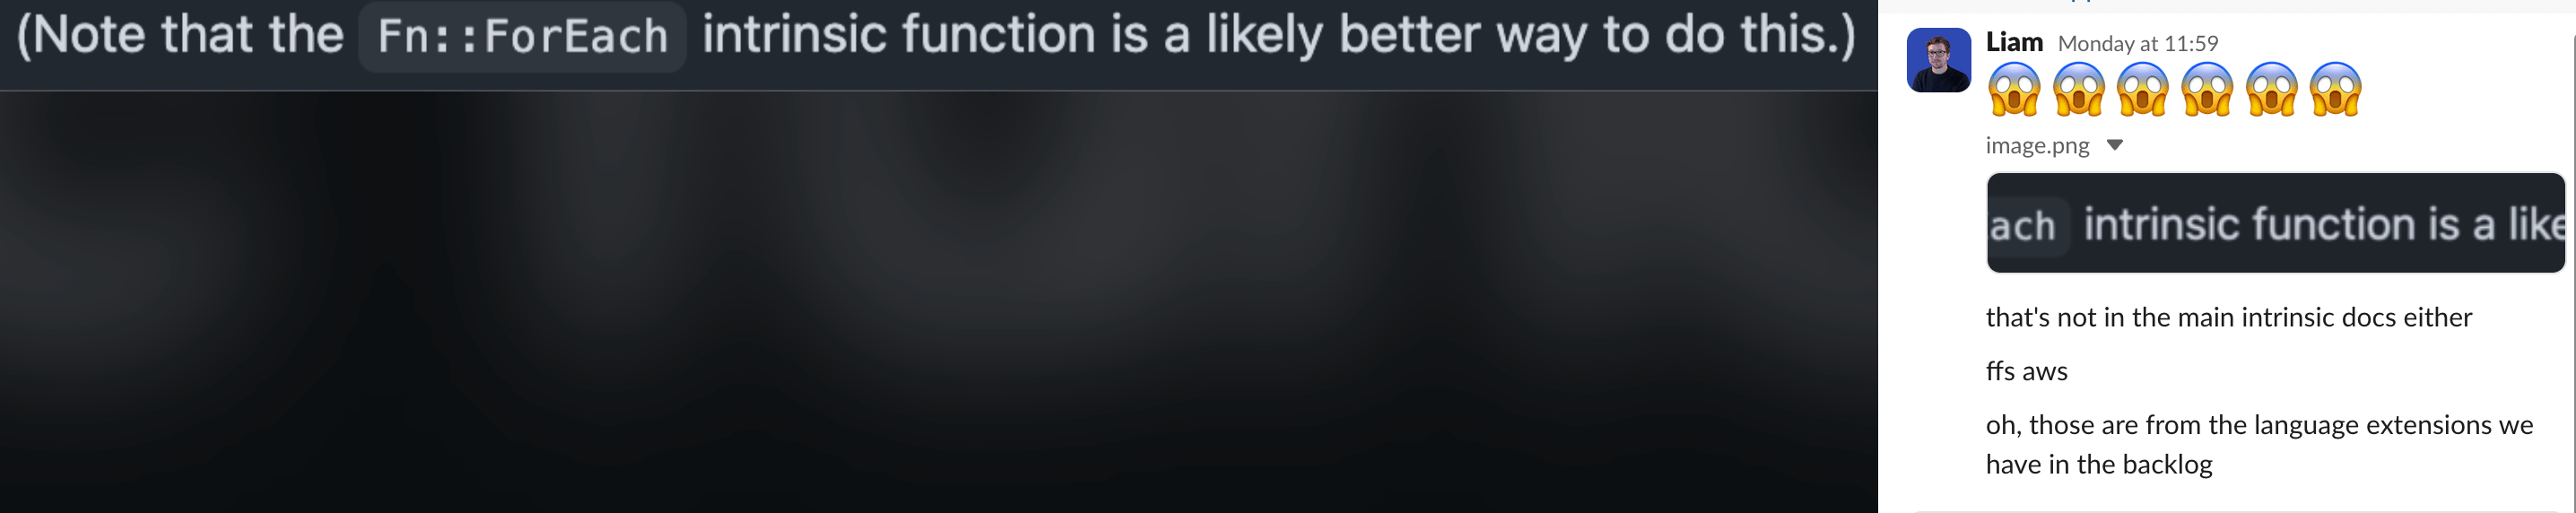 (Note that the Fn::ForEach intrinsic function is a likely better way to do this.)
Liam Monday at 11:59
image.png
ach intrinsic function is a like
that's not in the main intrinsic docs either
ffs aws
oh, those are from the language extensions we
have in the backlog